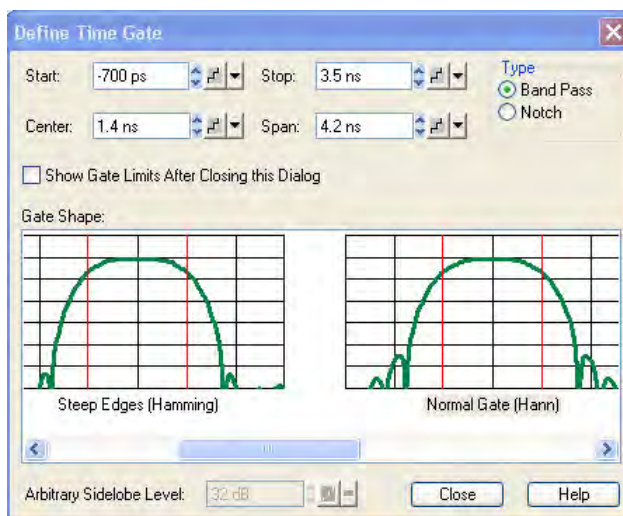 Define Time Gate
Start: -700 ps Stop: 3.5 ns Type
Band Pass
Center: 1.4 ns Span: 4.2 ns Notch
Show Gate Limits After Closing this Dialog
Gate Shape:
Steep Edges (Hamming) Normal Gate (Hann)
Arbitrary Sidelobe Level: 32 dB Close Help